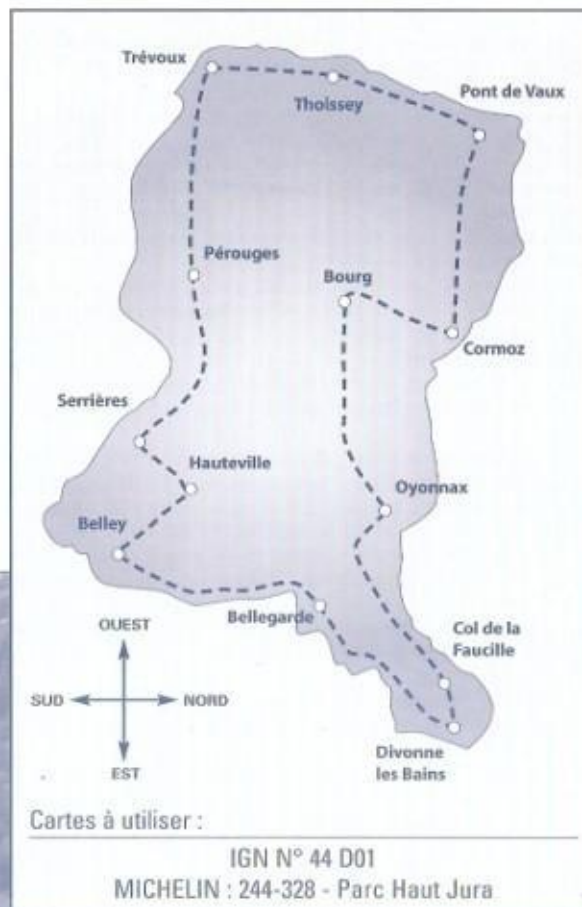 Trévoux
Thoissey
Pont de Vaux
Pérouges
Bourg
Cormoz
Serrières
Hauteville
Oyonnax
Belley
Bellegarde
Col de la
Faucille
OUEST
SUD
NORD
EST
Divonne
les Bains
Cartes à utiliser :
IGN N° 44 D01
MICHELIN : 244-328 - Parc Haut Jura